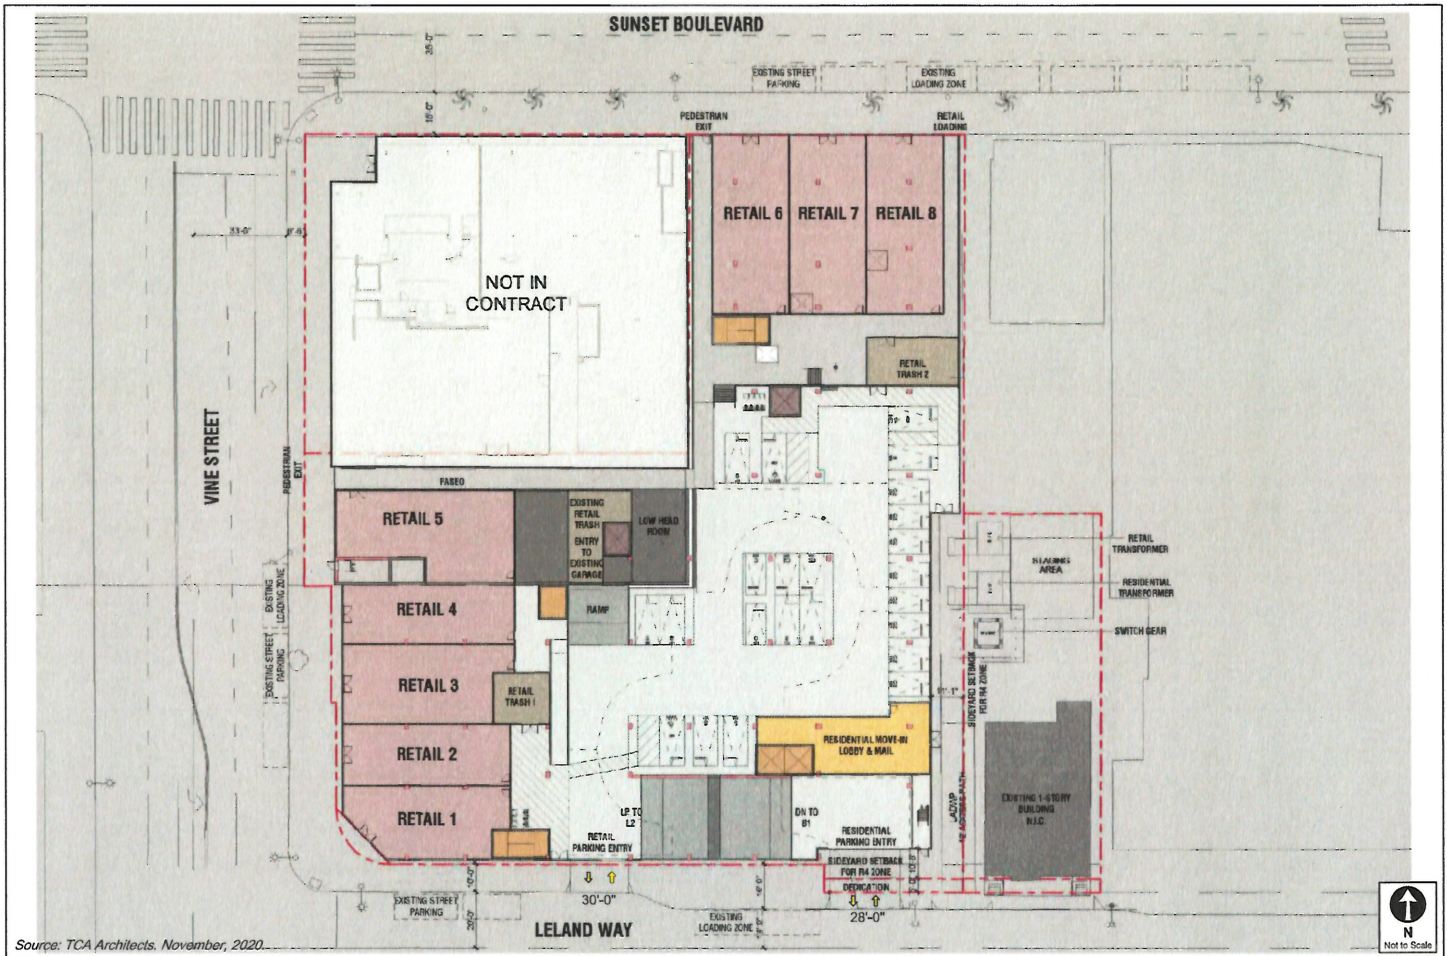 SUNSET BOULEVARD
EXISTING STREET
PARKING
EXISTING
LOADING ZONE
PEDESTRIAN
EXIT
RETAIL
LOADING
RETAIL 6
RETAIL 7
RETAIL 8
NOT IN
CONTRACT
33'-0"
RETAIL
TRASH 2
VINE STREET
PEDESTRIAN
EXIT
PASEO
RETAIL 5
EXISTING
RETAIL
TRASH
ENTRY
TO
EXISTING
GARAGE
LOW HEAD
ROOM
RETAIL
TRANSFORMER
STAGING
AREA
RESIDENTIAL
TRANSFORMER
SWITCH GEAR
EXISTING
LOADING ZONE
RETAIL 4
RAMP
EXISTING STREET
PARKING
RETAIL 3
RETAIL
TRASH 1
11'-1"
SIDEYARD SETBACK
FOR R4 ZONE
RETAIL 2
RESIDENTIAL MOVE-IN
LOBBY & MAIL
RETAIL 1
UP TO
L2
DN TO
B1
EXISTING 1-STORY
BUILDING
N.I.C.
RETAIL
PARKING ENTRY
RESIDENTIAL
PARKING ENTRY
SIDEYARD SETBACK
FOR R4 ZONE
DEDICATION
EXISTING STREET
PARKING
30'-0"
28'-0"
EXISTING
LOADING ZONE
LELAND WAY
N
Not to Scale
Source: TCA Architects. November, 2020.